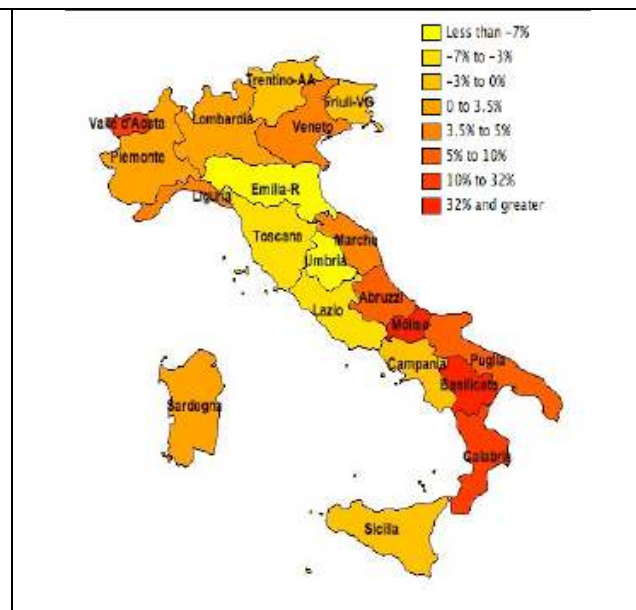 Less than -7%
-7% to -3%
-3% to 0%
0 to 3.5%
3.5% to 5%
5% to 10%
10% to 32%
32% and greater
Trentino-AA
Friuli-VG
Valle d'Aosta
Lombardia
Veneto
Piemonte
Emilia-R
Liguria
Toscana
Marche
Umbria
Lazio
Abruzzi
Molise
Campania
Puglia
Basilicata
Sardegna
Calabria
Sicilia